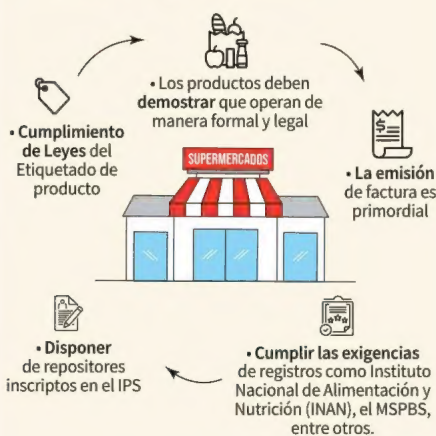 • Los productos deben
demostrar que operan de
manera formal y legal
• La emisión
de factura es
primordial
• Cumplir las exigencias
de registros como Instituto
Nacional de Alimentación y
Nutrición (INAN), el MSPBS,
entre otros.
• Disponer
de repositores
inscriptos en el IPS
• Cumplimiento
de Leyes del
Etiquetado de
producto
SUPERMERCADOS